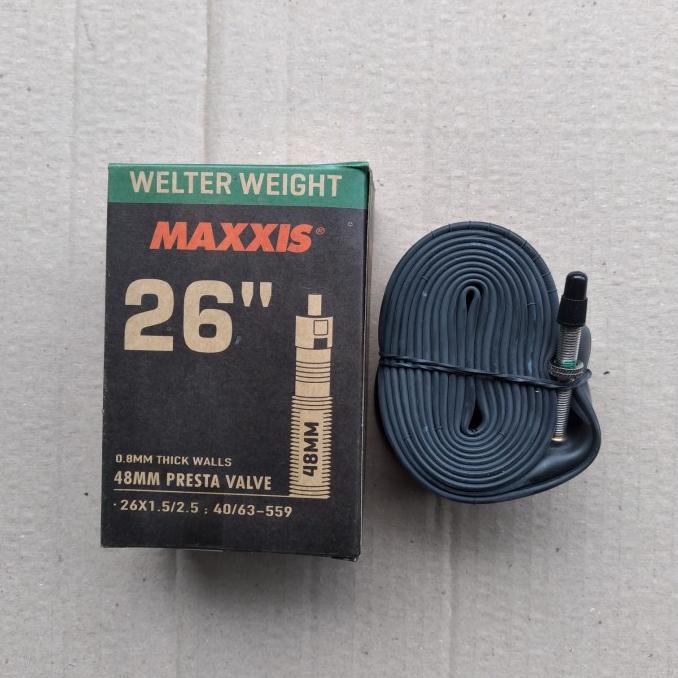 WELTER WEIGHT
MAXXIS®
26"
48MM
0.8MM THICK WALLS
48MM PRESTA VALVE
·26X1.5/2.5 : 40/63-559